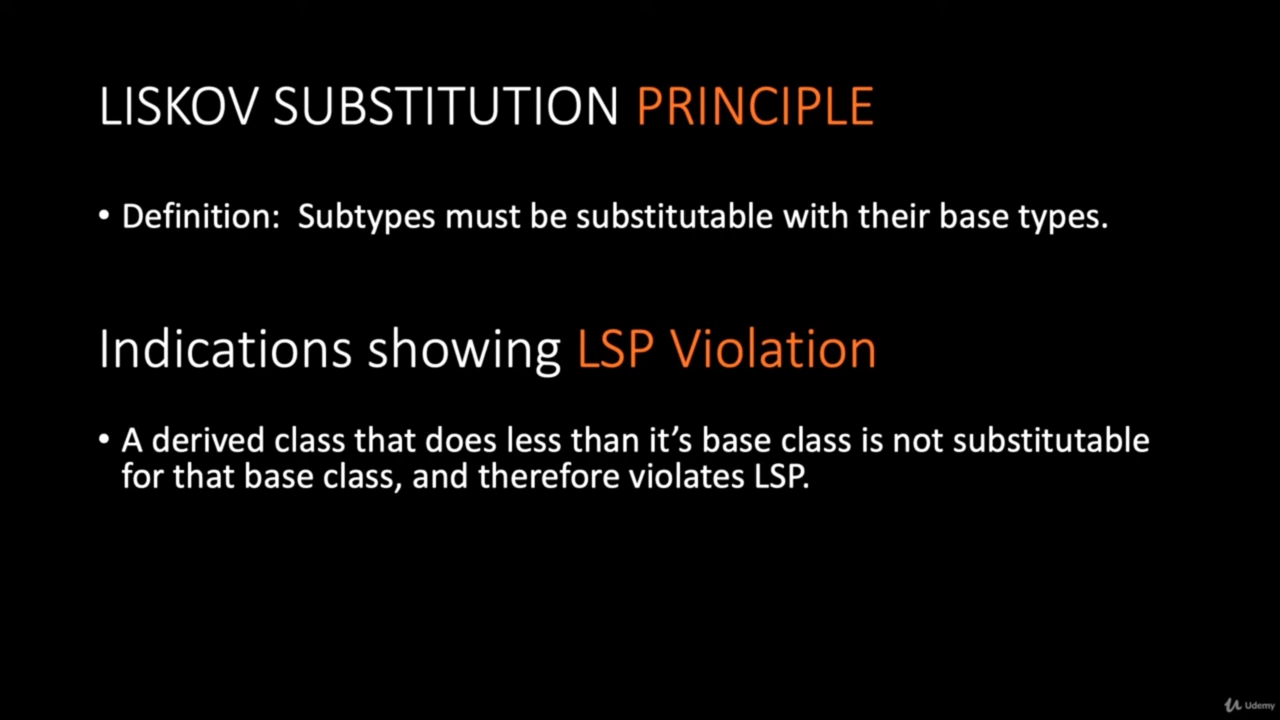 LISKOV SUBSTITUTION PRINCIPLE
• Definition:  Subtypes must be substitutable with their base types.
Indications showing LSP Violation
• A derived class that does less than it’s base class is not substitutable
for that base class, and therefore violates LSP.
Udemy